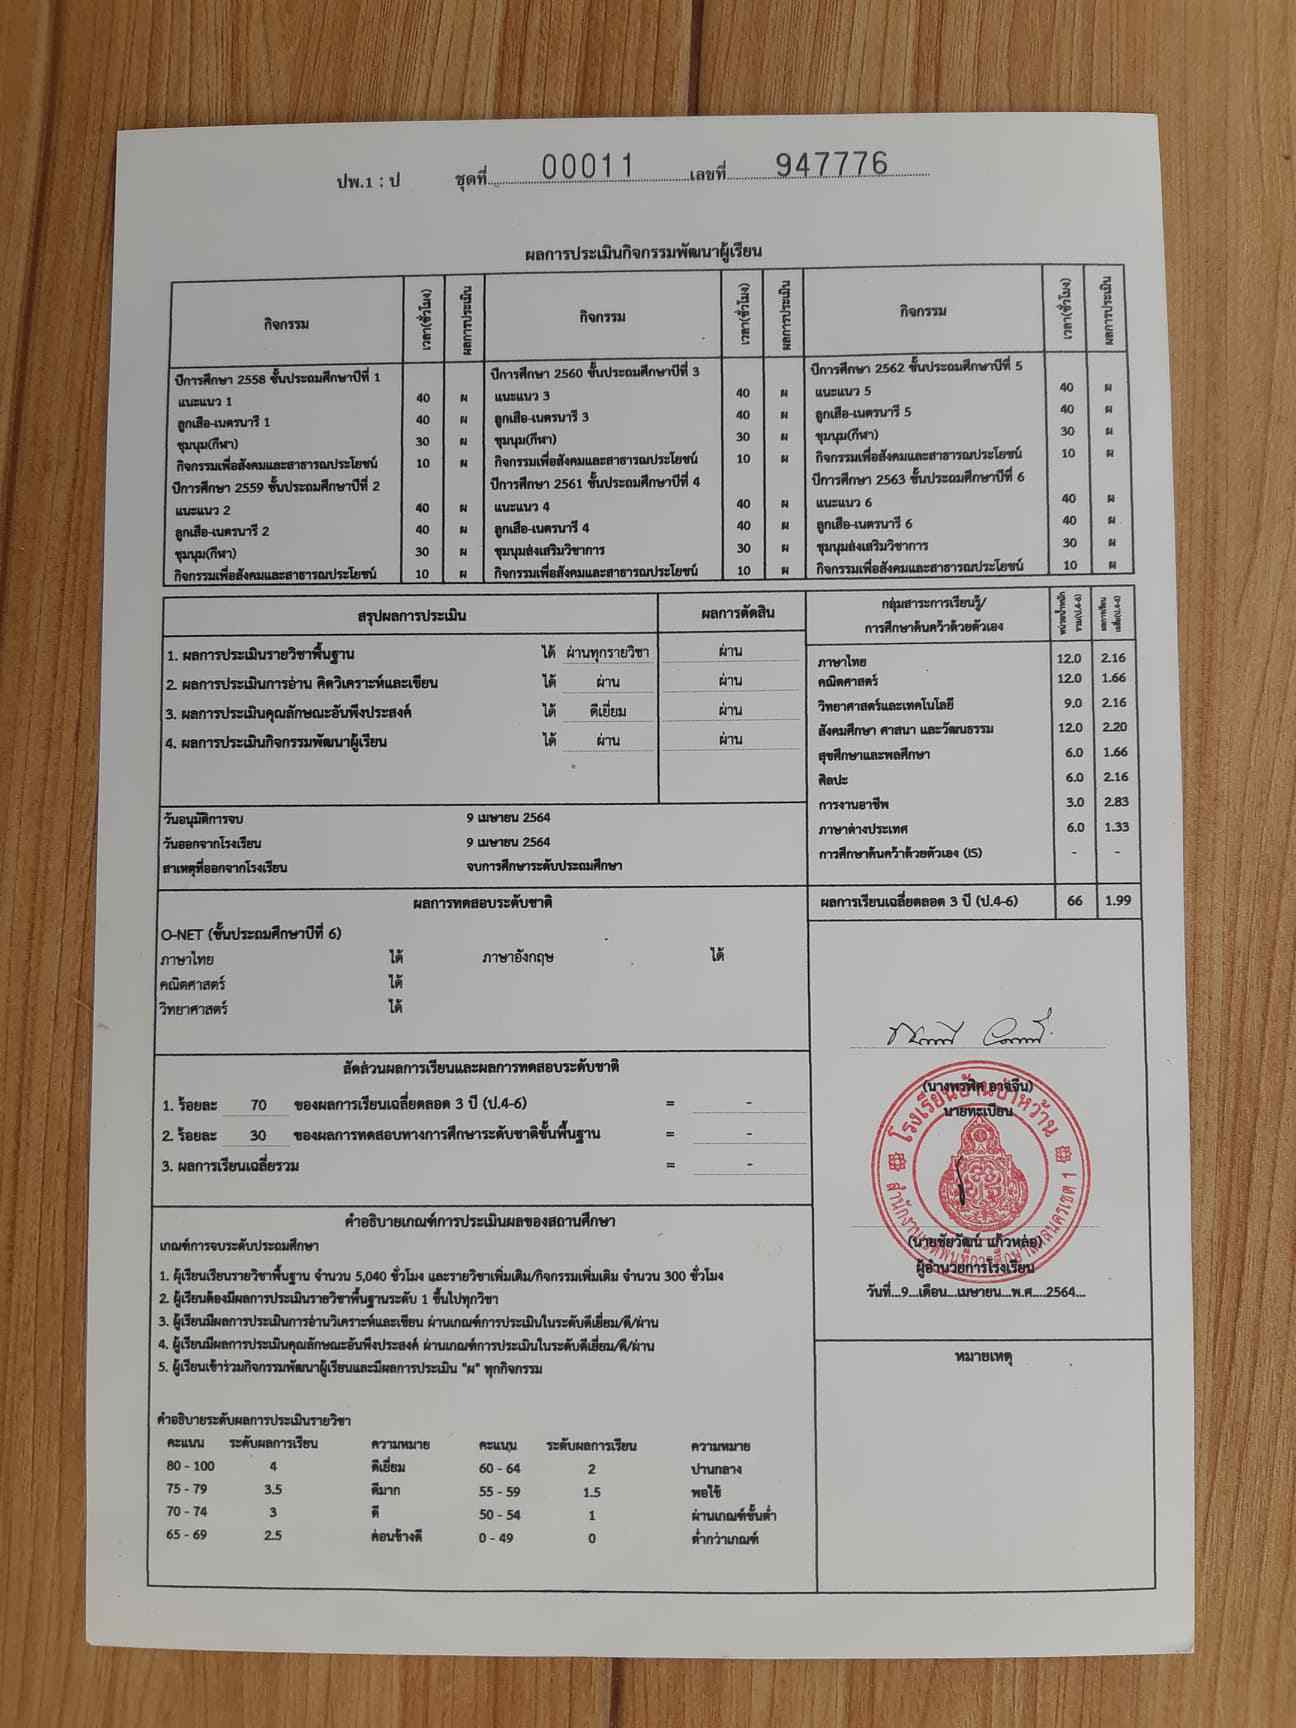 ปพ.1 : ป ชุดที่ 00011 เลขที่ 947776
ผลการประเมินกิจกรรมพัฒนาผู้เรียน
กิจกรรม เวลา(ชั่วโมง) ผลการประเมิน กิจกรรม เวลา(ชั่วโมง) ผลการประเมิน กิจกรรม เวลา(ชั่วโมง) ผลการประเมิน
ปีการศึกษา 2558 ชั้นประถมศึกษาปีที่ 1 ปีการศึกษา 2560 ชั้นประถมศึกษาปีที่ 3 ปีการศึกษา 2562 ชั้นประถมศึกษาปีที่ 5
แนะแนว 1 40 ผ แนะแนว 3 40 ผ แนะแนว 5 40 ผ
ลูกเสือ-เนตรนารี 1 40 ผ ลูกเสือ-เนตรนารี 3 40 ผ ลูกเสือ-เนตรนารี 5 40 ผ
ชุมนุม(กีฬา) 30 ผ ชุมนุม(กีฬา) 30 ผ ชุมนุม(กีฬา) 30 ผ
กิจกรรมเพื่อสังคมและสาธารณประโยชน์ 10 ผ กิจกรรมเพื่อสังคมและสาธารณประโยชน์ 10 ผ กิจกรรมเพื่อสังคมและสาธารณประโยชน์ 10 ผ
ปีการศึกษา 2559 ชั้นประถมศึกษาปีที่ 2 ปีการศึกษา 2561 ชั้นประถมศึกษาปีที่ 4 ปีการศึกษา 2563 ชั้นประถมศึกษาปีที่ 6
แนะแนว 2 40 ผ แนะแนว 4 40 ผ แนะแนว 6 40 ผ
ลูกเสือ-เนตรนารี 2 40 ผ ลูกเสือ-เนตรนารี 4 40 ผ ลูกเสือ-เนตรนารี 6 40 ผ
ชุมนุม(กีฬา) 30 ผ ชุมนุมส่งเสริมวิชาการ 30 ผ ชุมนุมส่งเสริมวิชาการ 30 ผ
กิจกรรมเพื่อสังคมและสาธารณประโยชน์ 10 ผ กิจกรรมเพื่อสังคมและสาธารณประโยชน์ 10 ผ กิจกรรมเพื่อสังคมและสาธารณประโยชน์ 10 ผ
สรุปผลการประเมิน ผลการตัดสิน
1. ผลการประเมินรายวิชาพื้นฐาน ได้ ผ่านทุกรายวิชา ผ่าน
2. ผลการประเมินการอ่าน คิดวิเคราะห์และเขียน ได้ ผ่าน ผ่าน
3. ผลการประเมินคุณลักษณะอันพึงประสงค์ ได้ ดีเยี่ยม ผ่าน
4. ผลการประเมินกิจกรรมพัฒนาผู้เรียน ได้ ผ่าน ผ่าน
วันอนุมัติการจบ 9 เมษายน 2564
วันออกจากโรงเรียน 9 เมษายน 2564
สาเหตุที่ออกจากโรงเรียน จบการศึกษาระดับประถมศึกษา
กลุ่มสาระการเรียนรู้/
การศึกษาค้นคว้าด้วยตัวเอง
หน่วยน้ำหนัก
รวม(ป.4-6)
ผลการเรียน
เฉลี่ย(ป.4-6)
ภาษาไทย 12.0 2.16
คณิตศาสตร์ 12.0 1.66
วิทยาศาสตร์และเทคโนโลยี 9.0 2.16
สังคมศึกษา ศาสนา และวัฒนธรรม 12.0 2.20
สุขศึกษาและพลศึกษา 6.0 1.66
ศิลปะ 6.0 2.16
การงานอาชีพ 3.0 2.83
ภาษาต่างประเทศ 6.0 1.33
การศึกษาค้นคว้าด้วยตัวเอง (IS) - -
ผลการเรียนเฉลี่ยตลอด 3 ปี (ป.4-6) 66 1.99
ผลการทดสอบระดับชาติ
O-NET (ชั้นประถมศึกษาปีที่ 6)
ภาษาไทย ได้ ภาษาอังกฤษ ได้
คณิตศาสตร์ ได้
วิทยาศาสตร์ ได้
สัดส่วนผลการเรียนและผลการทดสอบระดับชาติ
1. ร้อยละ 70 ของผลการเรียนเฉลี่ยตลอด 3 ปี (ป.4-6) = -
2. ร้อยละ 30 ของผลการทดสอบทางการศึกษาระดับชาติขั้นพื้นฐาน = -
3. ผลการเรียนเฉลี่ยรวม = -
(นางพรพิศ อาจจีน)
นายทะเบียน
โรงเรียนบ้านป่าหว้าน
(นายชัยวัฒน์ แก้วหล่อ)
ผู้อำนวยการโรงเรียน
วันที่...9...เดือน...เมษายน...พ.ศ....2564...
คำอธิบายเกณฑ์การประเมินผลของสถานศึกษา
เกณฑ์การจบระดับประถมศึกษา
1. ผู้เรียนเรียนรายวิชาพื้นฐาน จำนวน 5,040 ชั่วโมง และรายวิชาเพิ่มเติม/กิจกรรมเพิ่มเติม จำนวน 300 ชั่วโมง
2. ผู้เรียนต้องมีผลการประเมินรายวิชาพื้นฐานระดับ 1 ขึ้นไปทุกวิชา
3. ผู้เรียนมีผลการประเมินการอ่านวิเคราะห์และเขียน ผ่านเกณฑ์การประเมินในระดับดีเยี่ยม/ดี/ผ่าน
4. ผู้เรียนมีผลการประเมินคุณลักษณะอันพึงประสงค์ ผ่านเกณฑ์การประเมินในระดับดีเยี่ยม/ดี/ผ่าน
5. ผู้เรียนเข้าร่วมกิจกรรมพัฒนาผู้เรียนและมีผลการประเมิน "ผ" ทุกกิจกรรม
หมายเหตุ
คำอธิบายระดับผลการประเมินรายวิชา
คะแนน ระดับผลการเรียน ความหมาย คะแนน ระดับผลการเรียน ความหมาย
80 - 100 4 ดีเยี่ยม 60 - 64 2 ปานกลาง
75 - 79 3.5 ดีมาก 55 - 59 1.5 พอใช้
70 - 74 3 ดี 50 - 54 1 ผ่านเกณฑ์ขั้นต่ำ
65 - 69 2.5 ค่อนข้างดี 0 - 49 0 ต่ำกว่าเกณฑ์